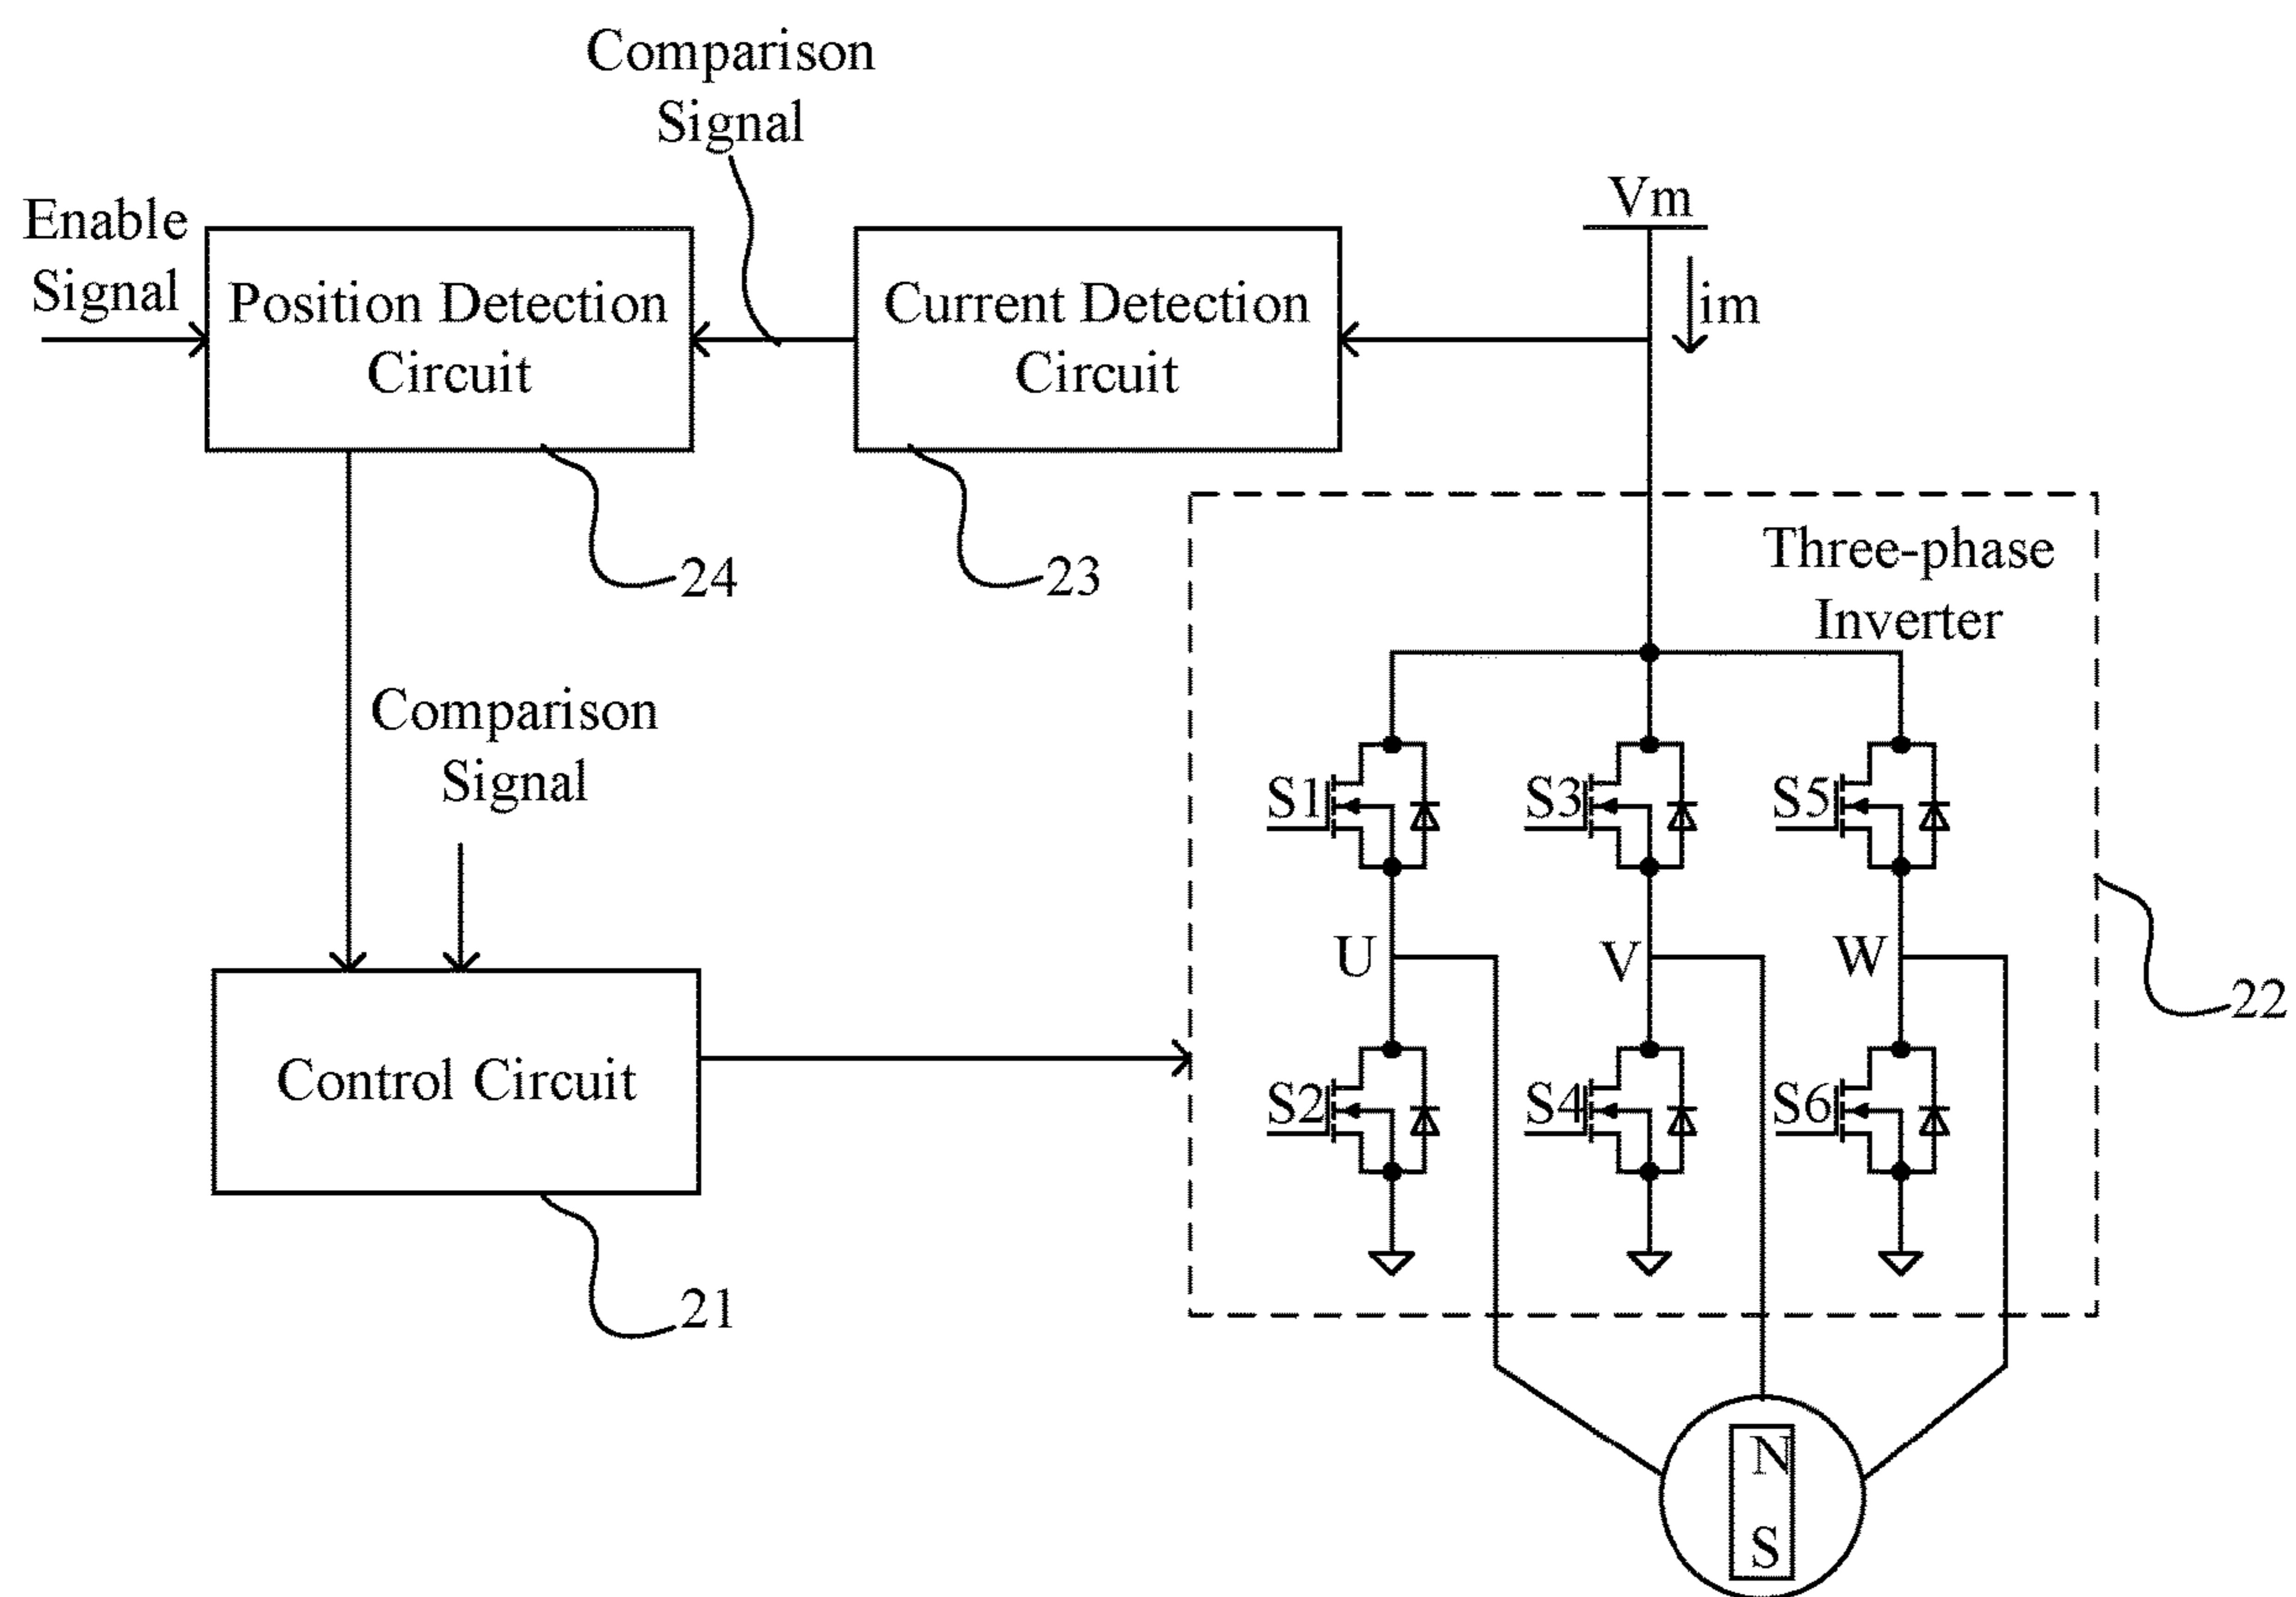 Comparison
Signal
Enable
Signal
Vm
im
Position Detection
Circuit
Current Detection
Circuit
24
23
Three-phase
Inverter
Comparison
Signal
S1
S3
S5
U
V
W
22
Control Circuit
S2
S4
S6
21
N
S